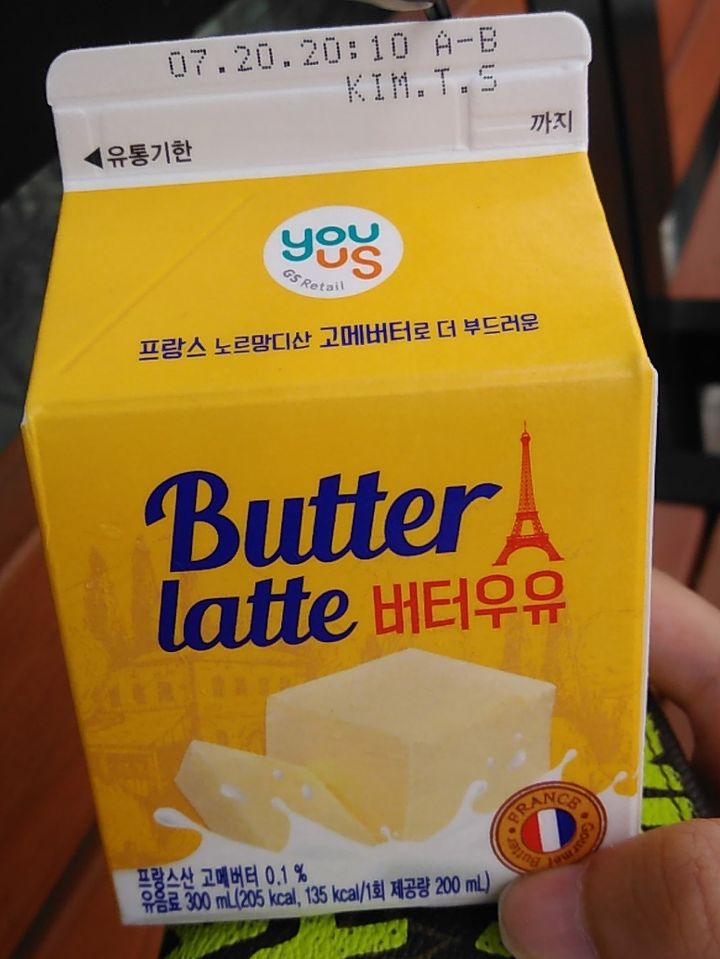 07.20.20:10 A-B
KIM.T.S
◀유통기한
까지
you
us
GS Retail
프랑스 노르망디산 고메버터로 더 부드러운
Butter
latte 버터우유
FRANCE
Gourmet Butter
프랑스산 고메버터 0.1 %
유음료 300 mL(205 kcal, 135 kcal/1회 제공량 200 mL)